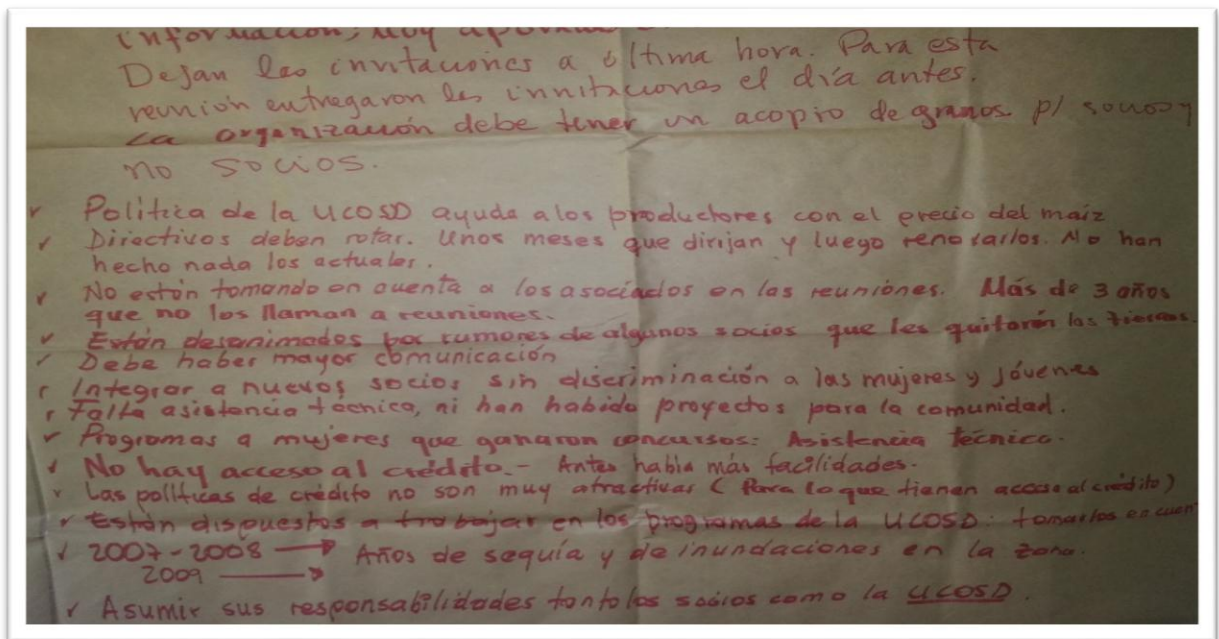 información, muy
Dejan las invitaciones a última hora. Para esta
reunión entregaron las innitaciones el día antes.
La organización debe tener un acopio de granos p/ socios y
no socios.
✓ Política de la UCOSD ayuda a los productores con el precio del maíz
✓ Directivos deben rotar. Unos meses que dirijan y luego renovarlos. No han
hecho nada los actuales.
✓ No están tomando en cuenta a los asociados en las reuniones. Más de 3 años
que no los llaman a reuniones.
✓ Están desanimados por rumores de algunos socios que les quitarán las tierras.
✓ Debe haber mayor comunicación
✓ Integrar a nuevos socios sin discriminación a las mujeres y jóvenes
✓ Falta asistencia técnica, ni han habido proyectos para la comunidad.
✓ Programas a mujeres que ganaron concursos: Asistencia técnica.
✓ No hay acceso al crédito.- Antes había más facilidades.
✓ Las políticas de crédito no son muy atractivas (Para lo que tienen acceso al crédito)
✓ Están dispuestos a trabajar en los programas de la UCOSD: tomarlos en cuen
✓ 2007-2008 → Años de sequía y de inundaciones en la zona.
2009 →
✓ Asumir sus responsabilidades tanto los socios como la UCOSD.